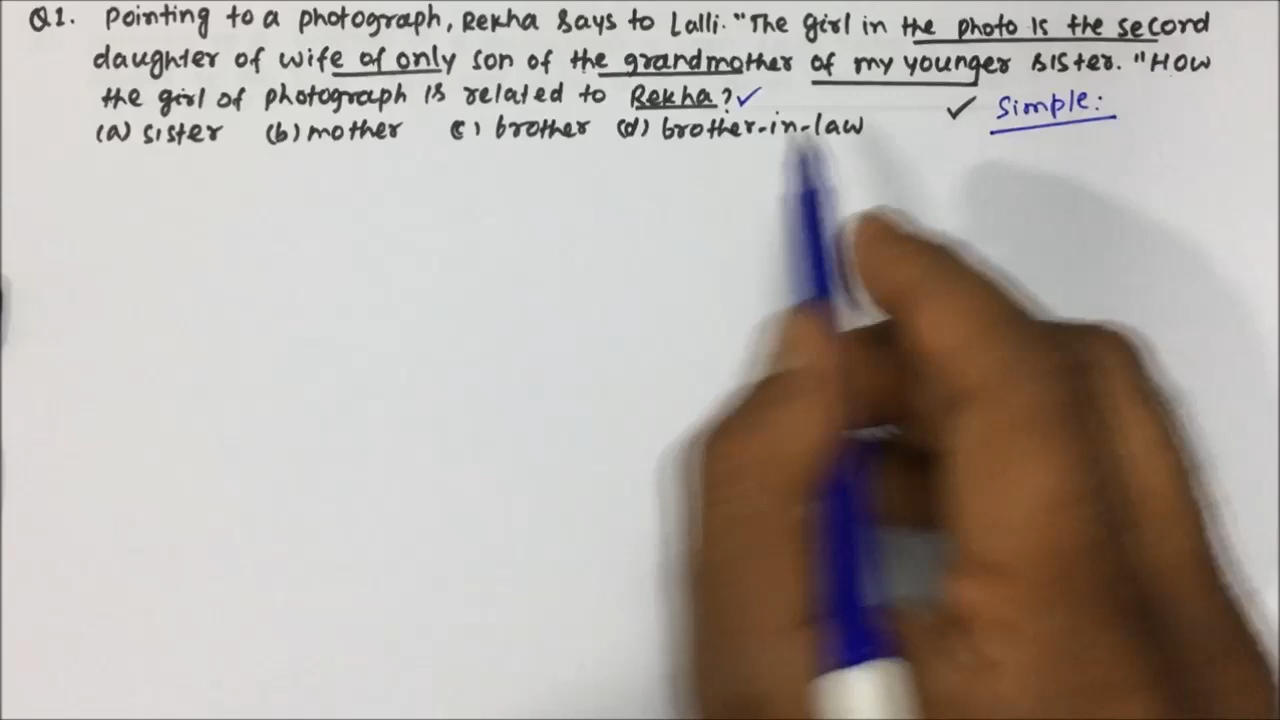 Q1. Pointing to a photograph, Rekha says to Lalli. "The girl in the photo is the second
daughter of wife of only son of the grandmother of my younger sister. "How
the girl of photograph is related to Rekha? ✓
✓ Simple:
(a) sister (b) mother (c) brother (d) brother-in-law